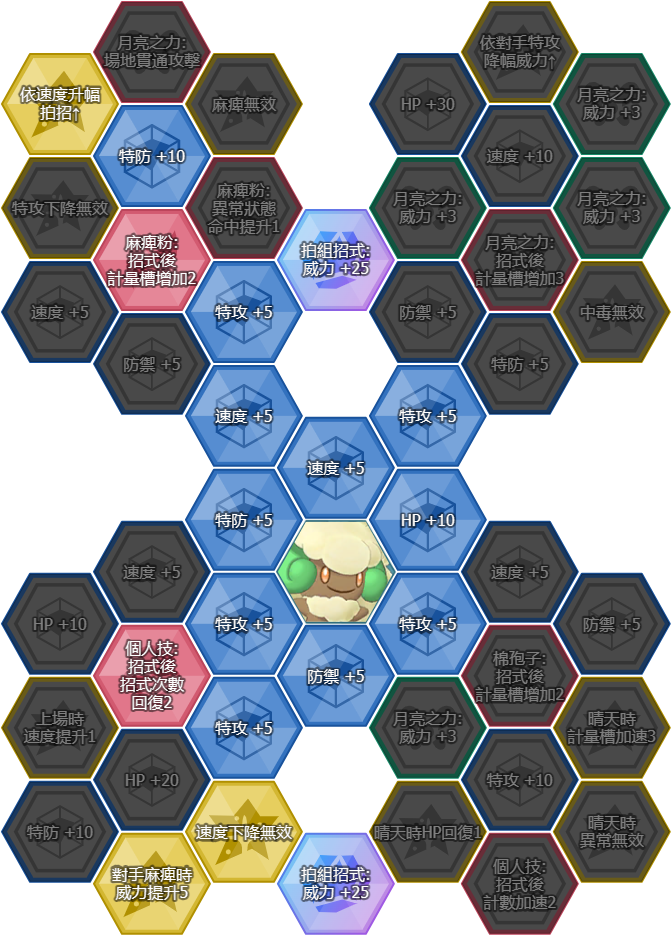 月亮之力:
場地貫通攻擊
依對手特攻
降幅威力↑
依速度升幅
拍招↑
麻痺無效
HP +30
月亮之力:
威力 +3
特防 +10
速度 +10
特攻下降無效
麻痺粉:
異常狀態
命中提升1
月亮之力:
威力 +3
月亮之力:
威力 +3
麻痺粉:
招式後
計量槽增加2
拍組招式:
威力 +25
月亮之力:
招式後
計量槽增加3
速度 +5
特攻 +5
防禦 +5
中毒無效
防禦 +5
特防 +5
速度 +5
特攻 +5
速度 +5
特防 +5
HP +10
速度 +5
速度 +5
HP +10
特攻 +5
特攻 +5
防禦 +5
個人技:
招式後
招式次數
回復2
防禦 +5
棉孢子:
招式後
計量槽增加2
上場時
速度提升1
特攻 +5
月亮之力:
威力 +3
晴天時
計量槽加速3
HP +20
特攻 +10
特防 +10
速度下降無效
晴天時HP回復1
晴天時
異常無效
對手麻痺時
威力提升5
拍組招式:
威力 +25
個人技:
招式後
計數加速2